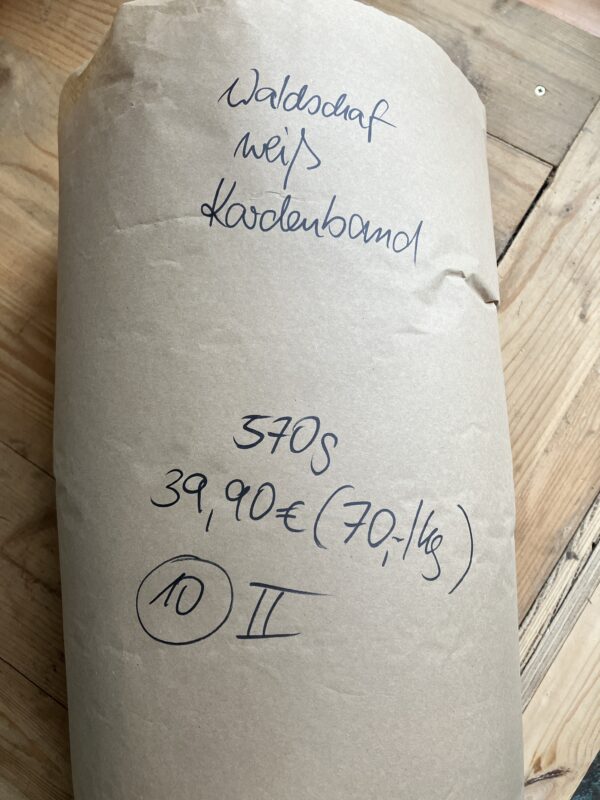 Waldschaf
weiß
Kardenband
570g
39,90€ (70,-/kg)
10 II